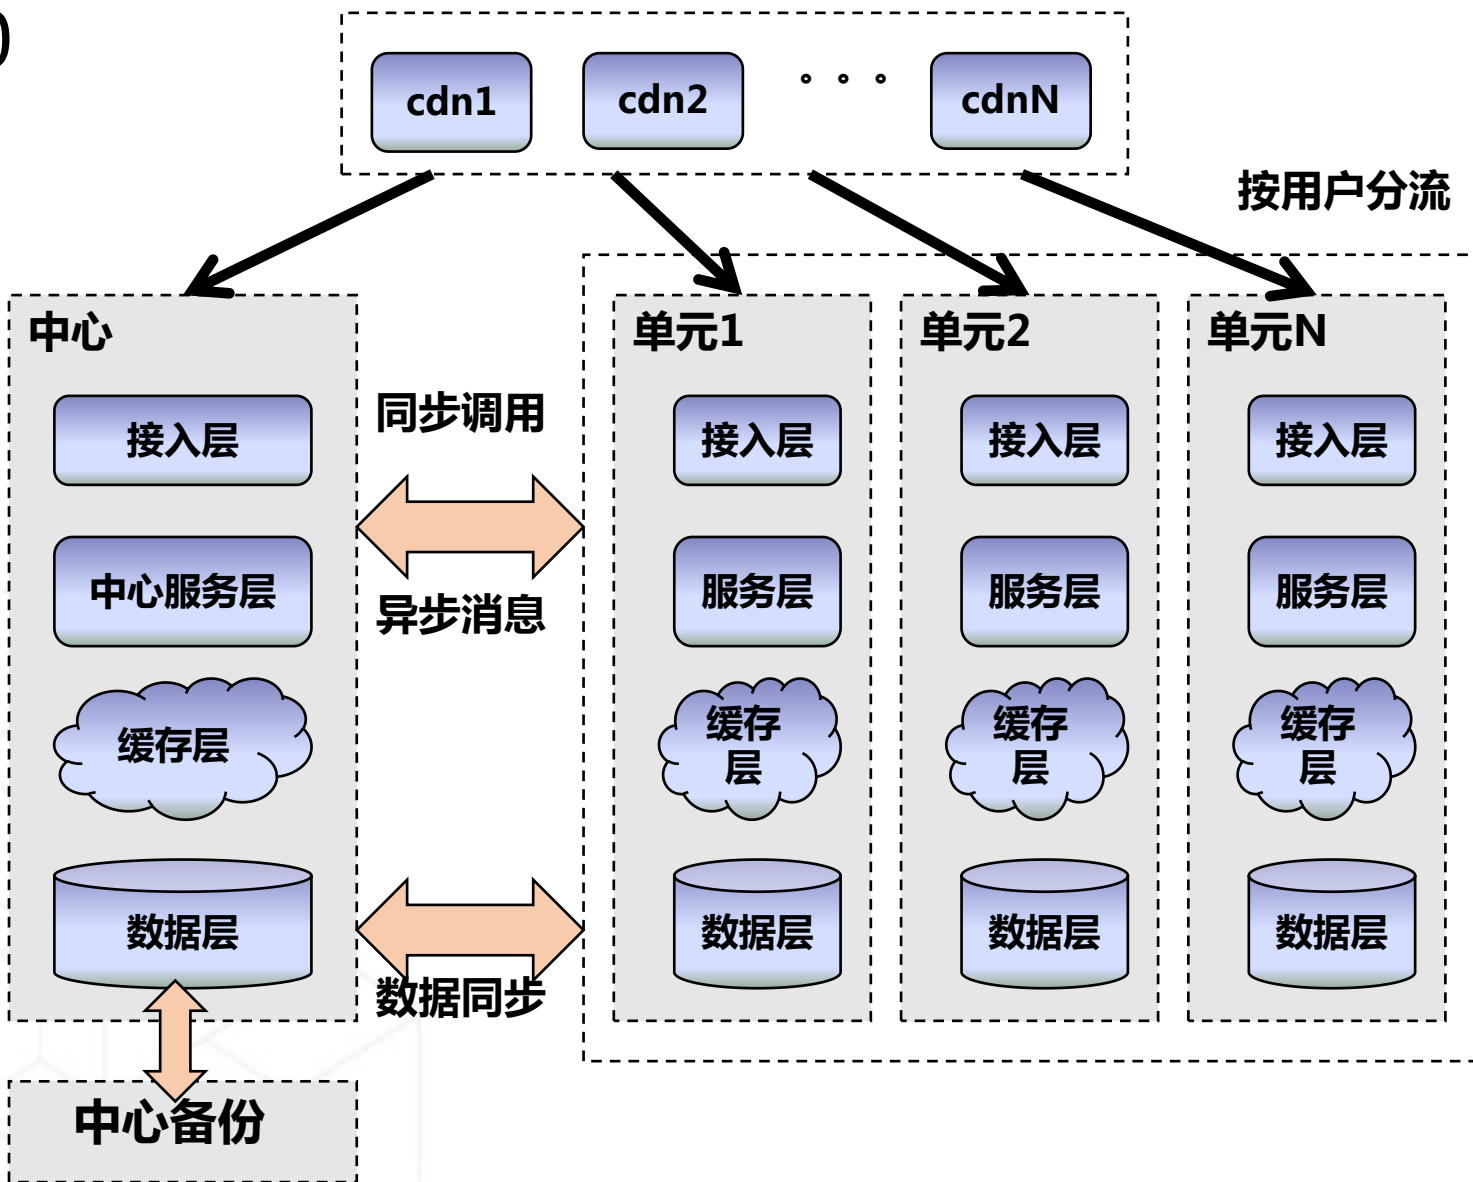 cdn1
cdn2
。。。
cdnN
按用户分流
中心
接入层
中心服务层
缓存层
数据层
中心备份
同步调用
异步消息
数据同步
单元1
接入层
服务层
缓存
层
数据层
单元2
接入层
服务层
缓存
层
数据层
单元N
接入层
服务层
缓存
层
数据层